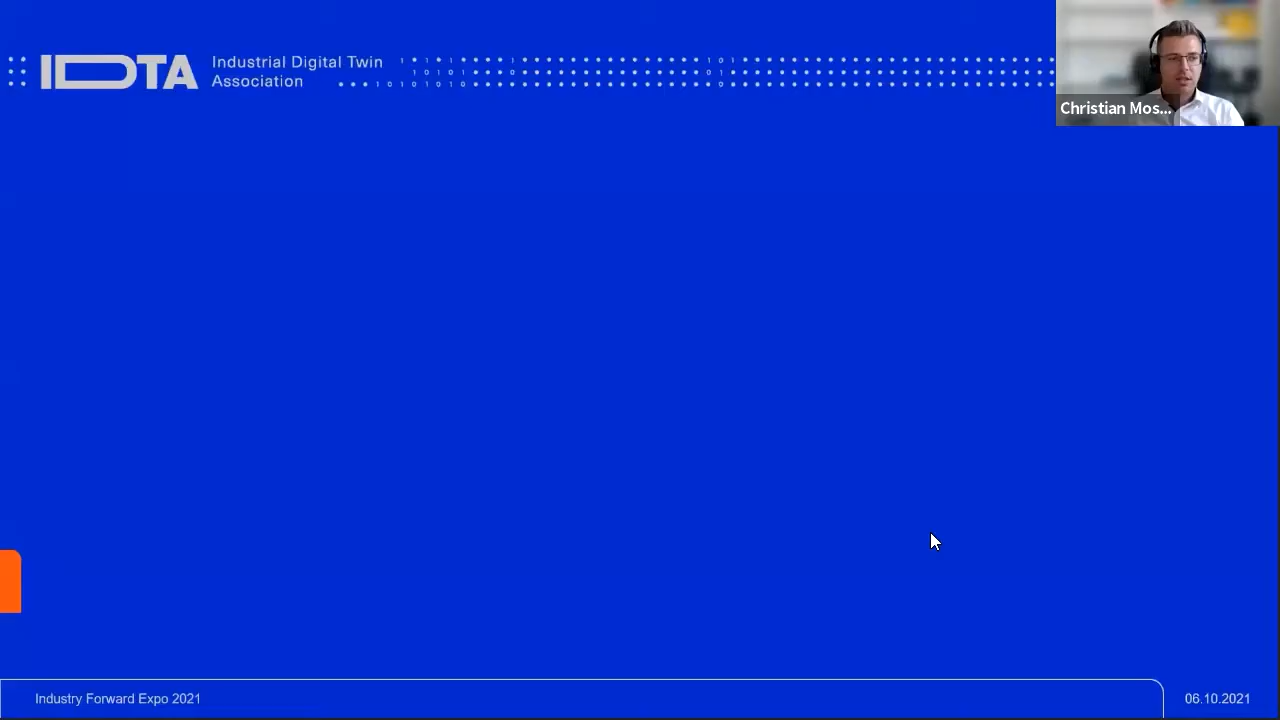 IDTA
Industrial Digital Twin
Association
Christian Mos...
Industry Forward Expo 2021
06.10.2021